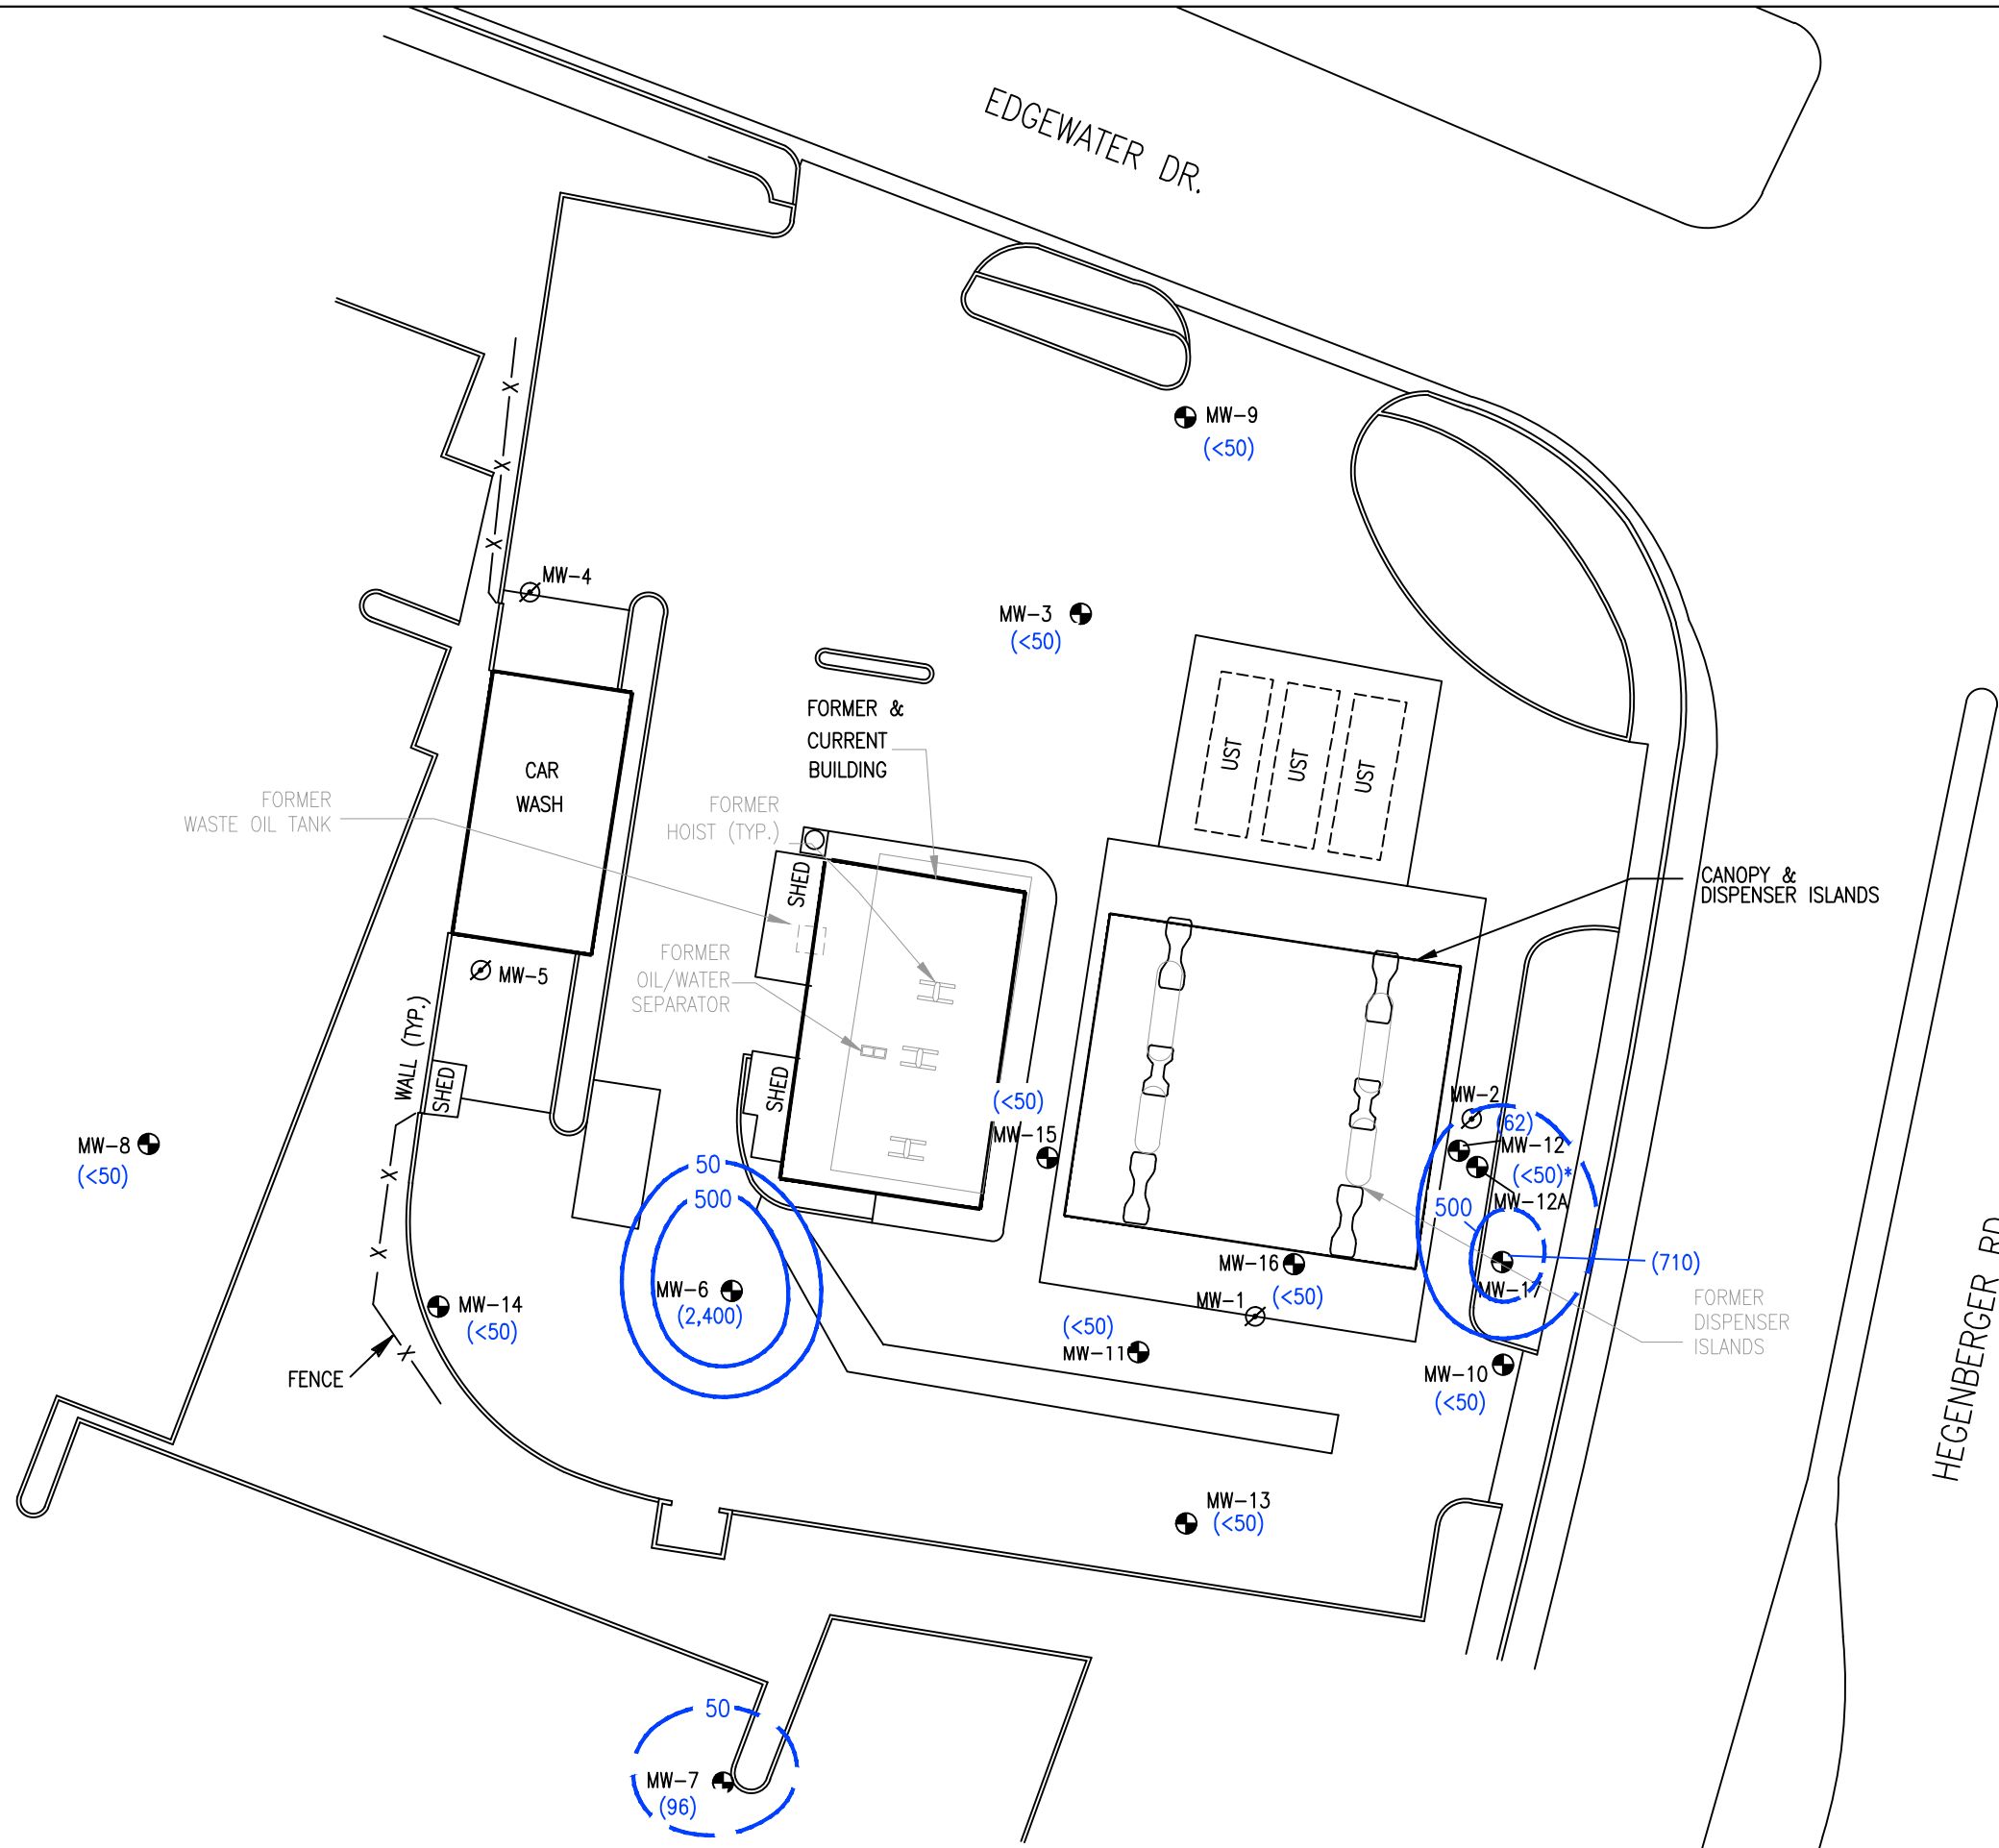 EDGEWATER DR.
MW-9
(<50)
X
X
X
MW-4
MW-3
(<50)
FORMER &
CURRENT
BUILDING
UST
UST
UST
CAR
WASH
FORMER
WASTE OIL TANK
FORMER
HOIST (TYP.)
SHED
CANOPY &
DISPENSER ISLANDS
FORMER
OIL/WATER
SEPARATOR
MW-5
WALL (TYP.)
SHED
SHED
(<50)
MW-15
MW-2
(62)
MW-12
(<50)*
MW-12A
500
MW-8
(<50)
X
X
X
50
500
MW-6
(2,400)
MW-16
(<50)
MW-1
(710)
MW-17
FORMER
DISPENSER
ISLANDS
MW-14
(<50)
FENCE
(<50)
MW-11
MW-10
(<50)
HEGENBERGER RD
MW-13
(<50)
50
MW-7
(96)